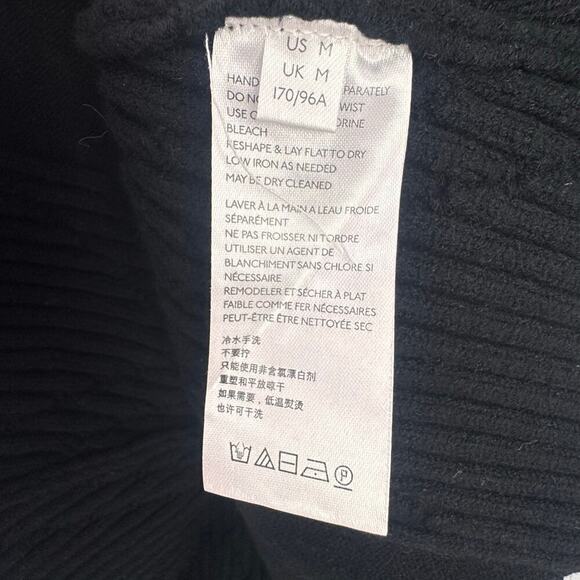 US M
UK M
170/96A
HAND PARATELY
DO NO WIST
USE O ORINE
BLEACH
RESHAPE & LAY FLAT TO DRY
LOW IRON AS NEEDED
MAY BE DRY CLEANED
LAVER À LA MAIN A LEAU FROIDE
SÉPARÉMENT
NE PAS FROISSER NI TORDRE
UTILISER UN AGENT DE
BLANCHIMENT SANS CHLORE SI
NÉCESSAIRE
REMODELER ET SÉCHER À PLAT
FAIBLE COMME FER NÉCESSAIRES
PEUT-ÊTRE ÊTRE NETTOYÉE SEC
冷水手洗
不要拧
只能使用非含氯漂白剂
重塑和平放晾干
如果需要，低温熨烫
也许可干洗
P